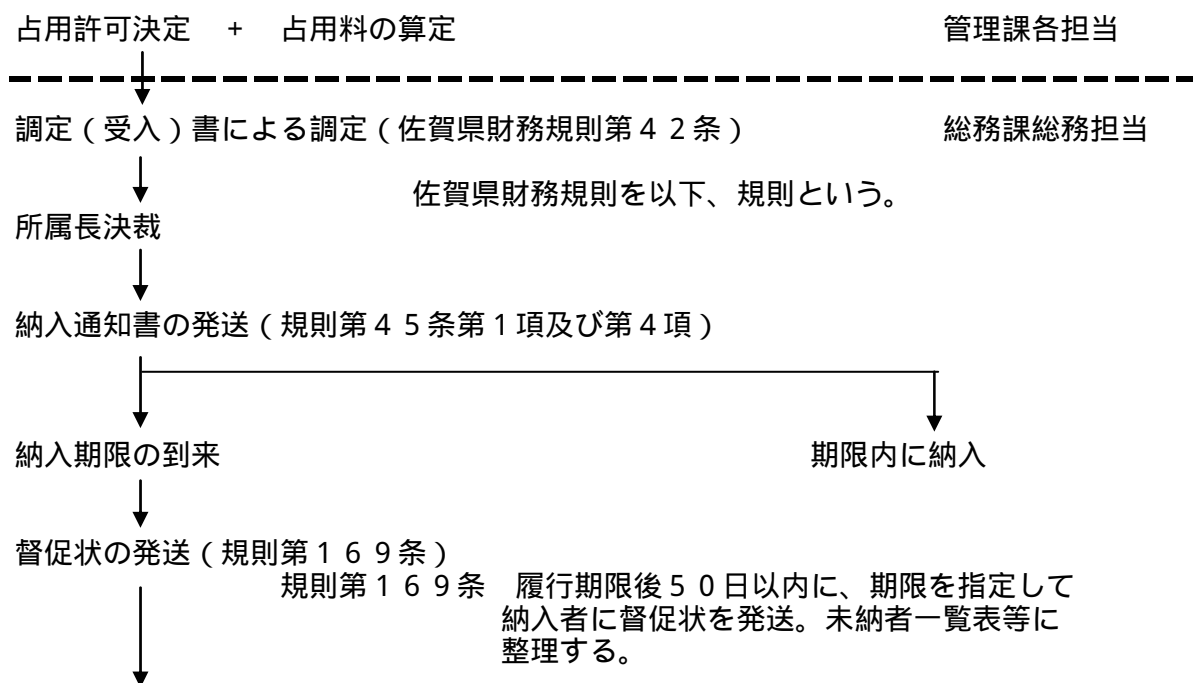 占用許可決定　+　占用料の算定　管理課各担当
調定（受入）書による調定（佐賀県財務規則第４２条）　総務課総務担当
佐賀県財務規則を以下、規則という。
所属長決裁
納入通知書の発送（規則第４５条第１項及び第４項）
納入期限の到来　期限内に納入
督促状の発送（規則第１６９条）
規則第１６９条　履行期限後５０日以内に、期限を指定して
納入者に督促状を発送。未納者一覧表等に
整理する。